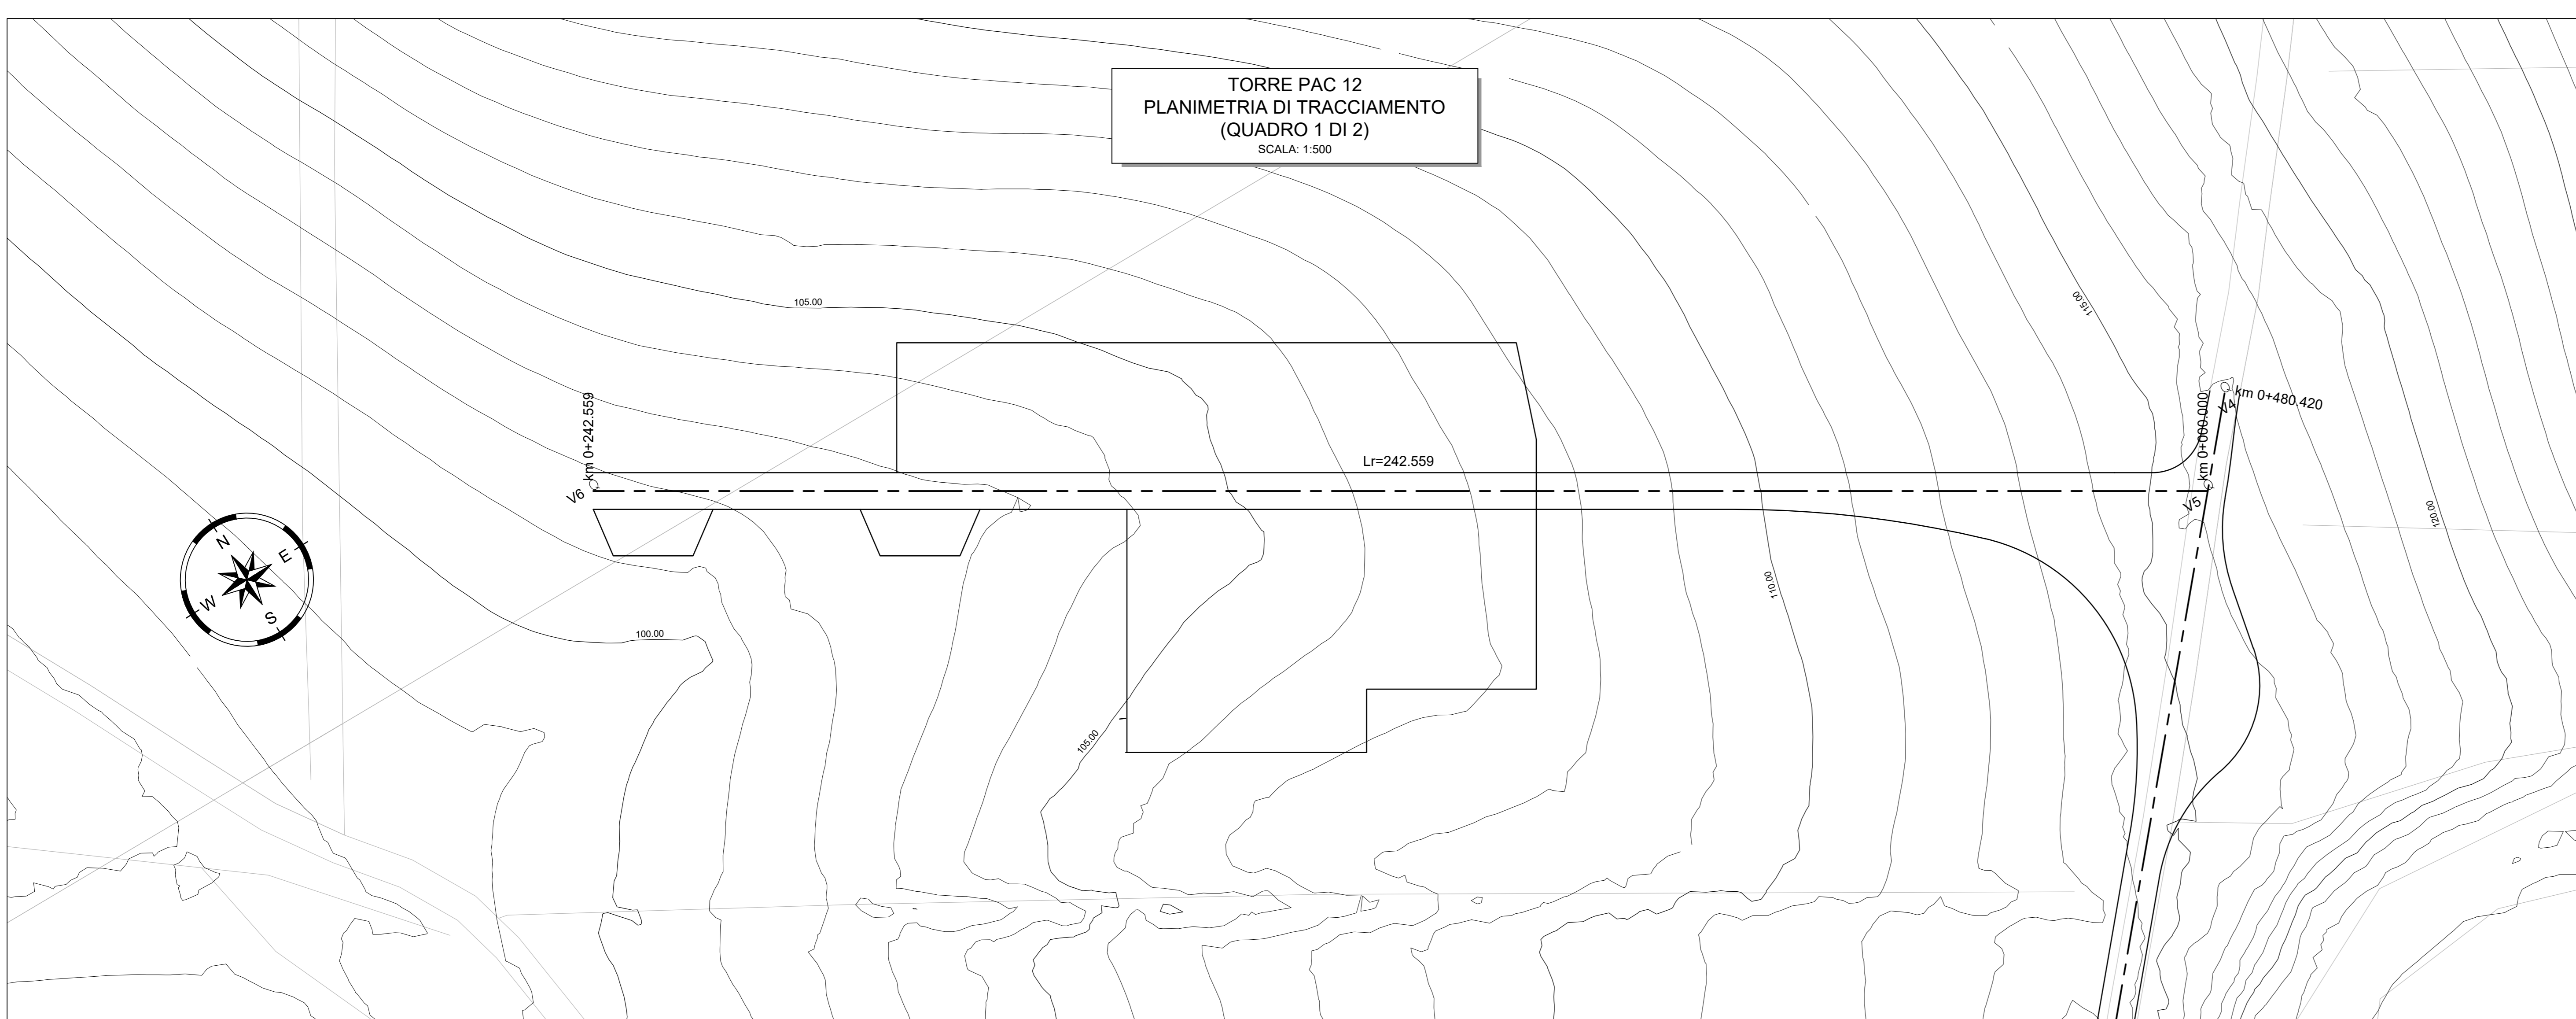 TORRE PAC 12
PLANIMETRIA DI TRACCIAMENTO
(QUADRO 1 DI 2)
SCALA: 1:500
105.00
115.00
km 0+242.559
V6
Lr=242.559
km 0+000.000
V4
km 0+480.420
V5
120.00
N
E
W
S
110.00
100.00
105.00